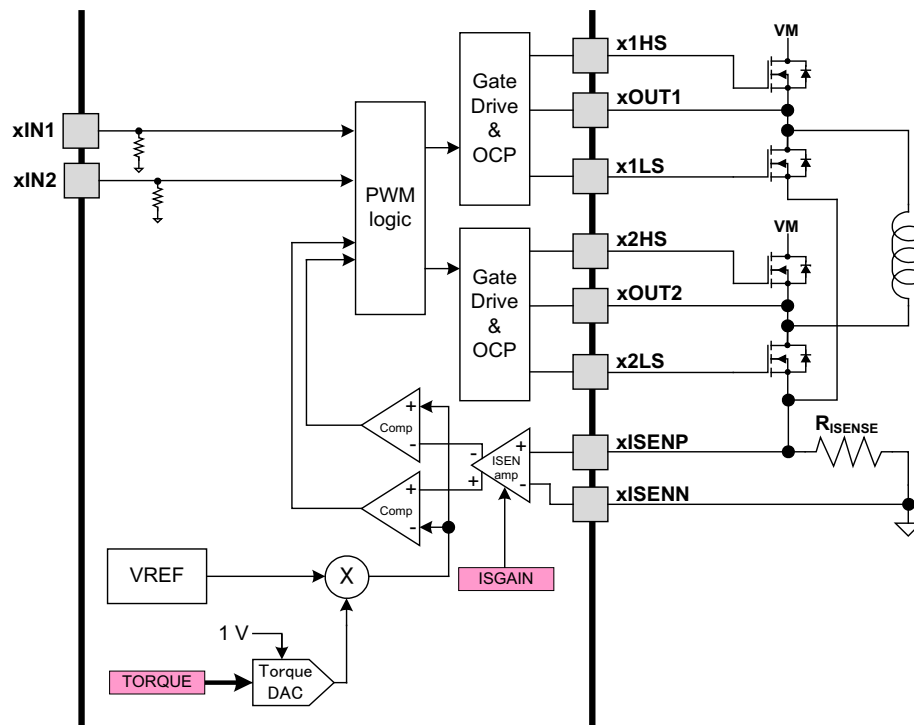 x1HS
VM
Gate
Drive
&
OCP
xOUT1
xIN1
xIN2
x1LS
PWM
logic
x2HS
VM
Gate
Drive
&
OCP
xOUT2
x2LS
+
Comp
-
RISENSE
xISENP
-
+
ISEN
amp
+
-
+
Comp
-
xISENN
VREF
X
ISGAIN
1 V
TORQUE
Torque
DAC